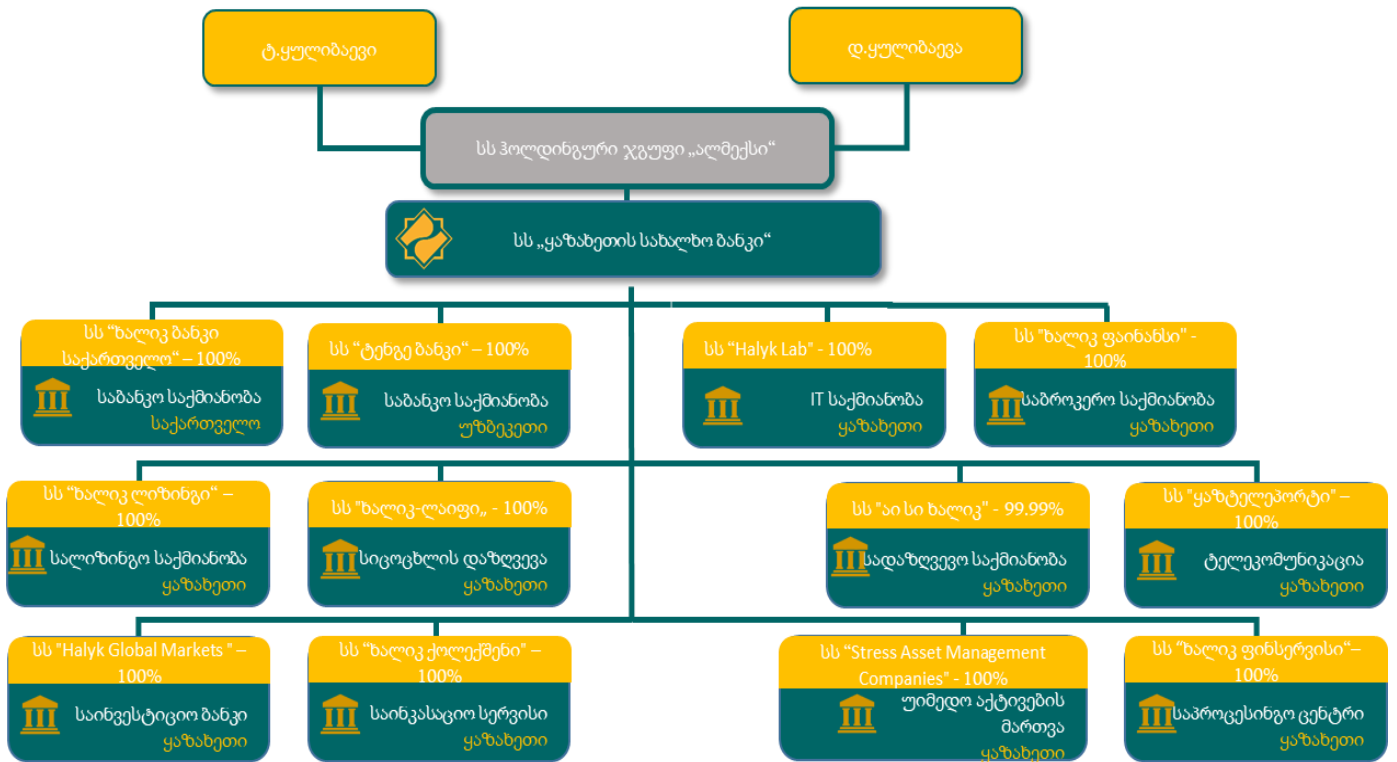 ტ.ყულიბაევი
დ.ყულიბაევა
სს ჰოლდინგური ჯგუფი „ალმექსი“
სს „ყაზახეთის სახალხო ბანკი“
სს “ხალიკ ბანკი
საქართველო“ – 100%
საბანკო საქმიანობა
საქართველო
სს “ტენგე ბანკი“ – 100%
საბანკო საქმიანობა
უზბეკეთი
სს “Halyk Lab" - 100%
IT საქმიანობა
ყაზახეთი
სს "ხალიკ ფაინანსი" -
100%
საბროკერო საქმიანობა
ყაზახეთი
სს “ხალიკ ლიზინგი“ –
100%
სალიზინგო საქმიანობა
ყაზახეთი
სს "ხალიკ-ლაიფი„ - 100%
სიცოცხლის დაზღვევა
ყაზახეთი
სს "აი სი ხალიკ" - 99.99%
სადაზღვევო საქმიანობა
ყაზახეთი
სს "ყაზტელეპორტი" –
100%
ტელეკომუნიკაცია
ყაზახეთი
სს "Halyk Global Markets " –
100%
საინვესტიციო ბანკი
ყაზახეთი
სს “ხალიკ ქოლექშენი" –
100%
საინკასაციო სერვისი
ყაზახეთი
სს “Stress Asset Management
Companies" - 100%
უიმედო აქტივების
მართვა
ყაზახეთი
სს “ხალიკ ფინსერვისი“–
100%
საპროცესინგო ცენტრი
ყაზახეთი